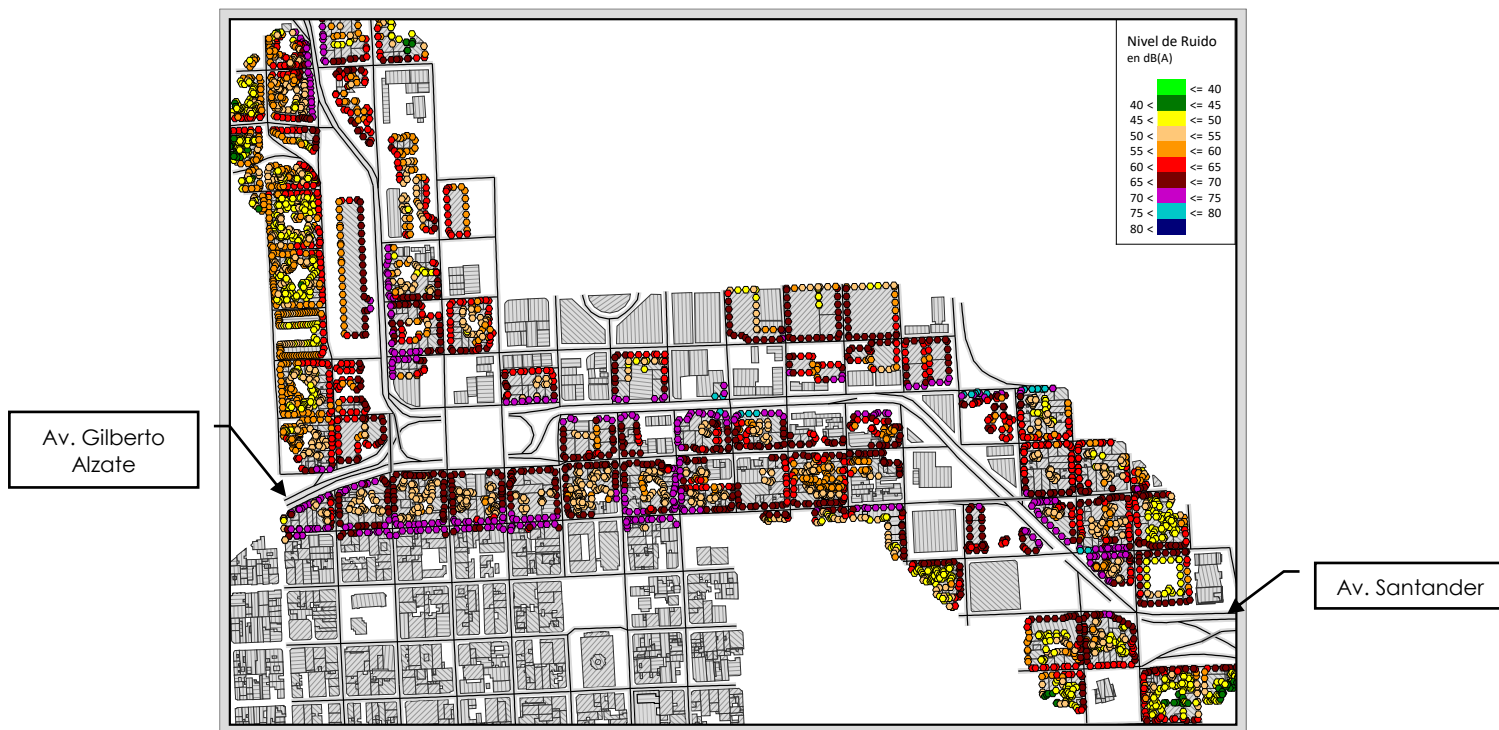 Nivel de Ruido
en dB(A)
<= 40
40 < <= 45
45 < <= 50
50 < <= 55
55 < <= 60
60 < <= 65
65 < <= 70
70 < <= 75
75 < <= 80
80 <
Av. Gilberto
Alzate
Av. Santander